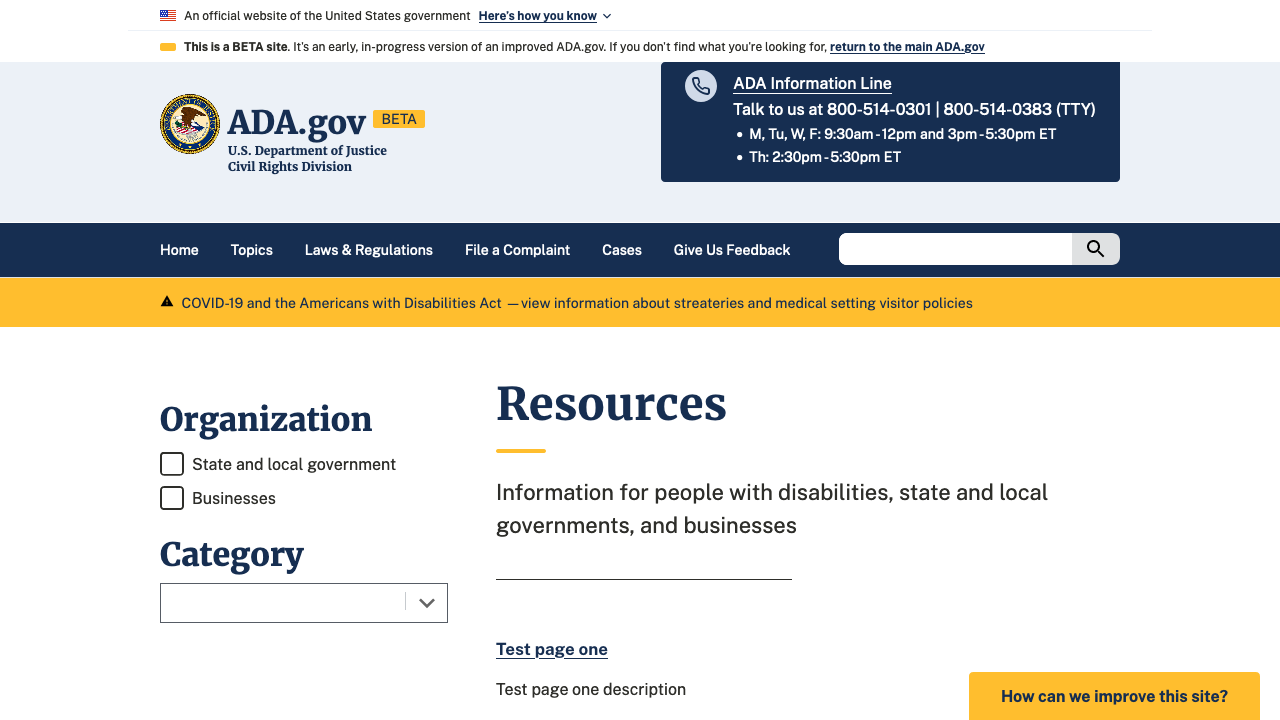 An official website of the United States government Here's how you know
This is a BETA site. It's an early, in-progress version of an improved ADA.gov. If you don't find what you're looking for, return to the main ADA.gov
ADA.gov BETA
U.S. Department of Justice
Civil Rights Division
ADA Information Line
Talk to us at 800-514-0301 | 800-514-0383 (TTY)
• M, Tu, W, F: 9:30am - 12pm and 3pm - 5:30pm ET
• Th: 2:30pm - 5:30pm ET
Home Topics Laws & Regulations File a Complaint Cases Give Us Feedback
COVID-19 and the Americans with Disabilities Act — view information about streateries and medical setting visitor policies
Organization
State and local government
Businesses
Category
Resources
Information for people with disabilities, state and local
governments, and businesses
Test page one
Test page one description
How can we improve this site?